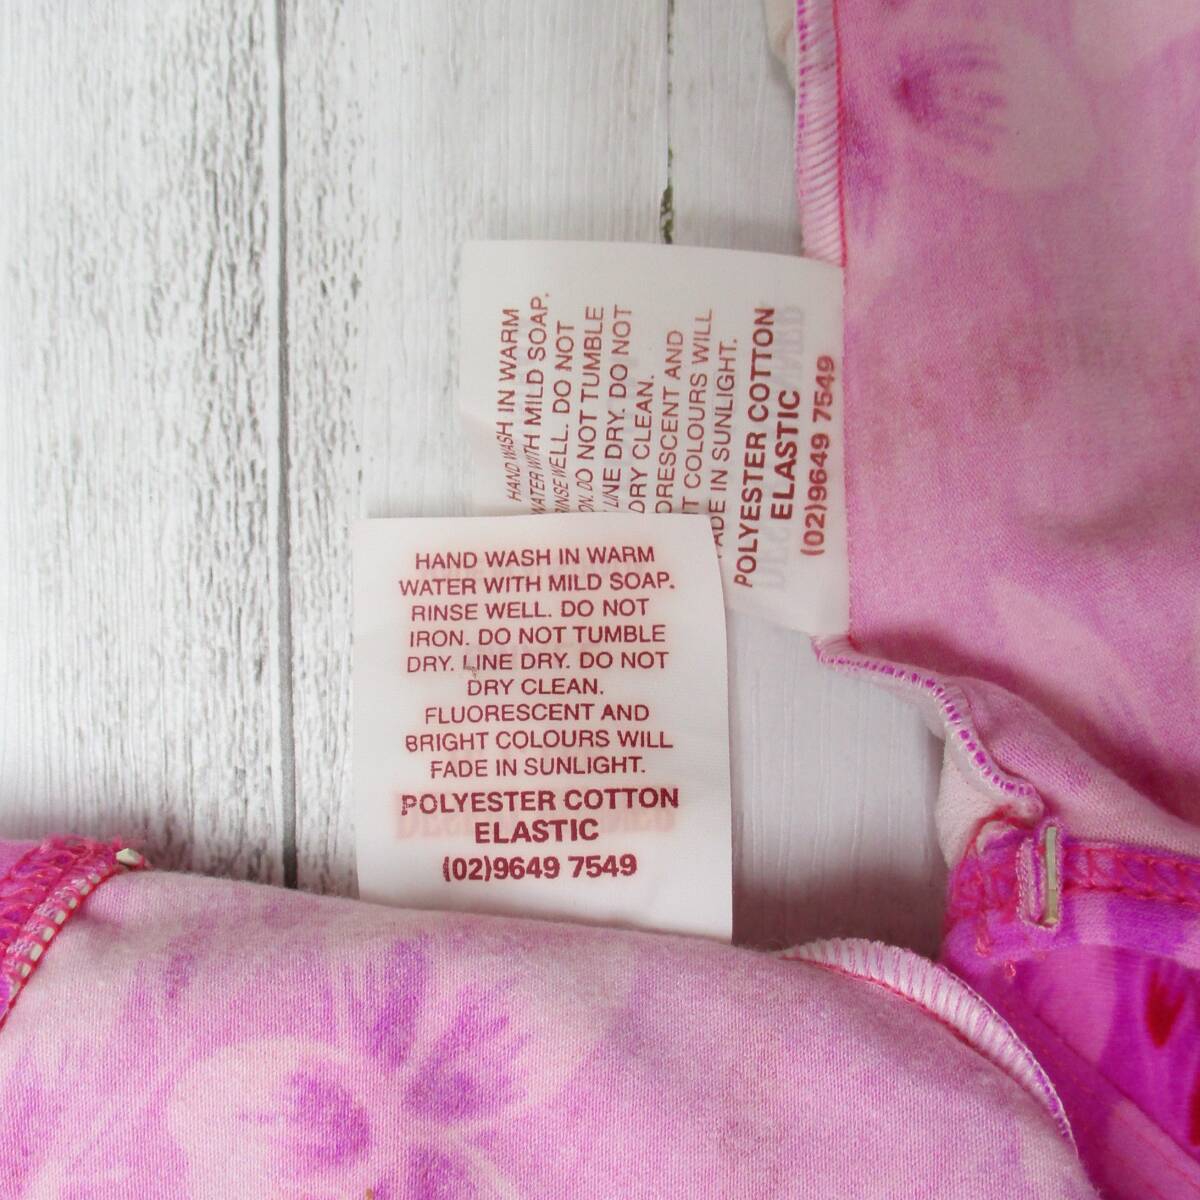 HAND WASH IN WARM
WATER WITH MILD SOAP.
RINSE WELL. DO NOT
ON. DO NOT TUMBLE
LINE DRY. DO NOT
DRY CLEAN.
ORESCENT AND
T COLOURS WILL
ADE IN SUNLIGHT.
POLYESTER COTTON
ELASTIC
(02)9649 7549
HAND WASH IN WARM
WATER WITH MILD SOAP.
RINSE WELL. DO NOT
IRON. DO NOT TUMBLE
DRY. LINE DRY. DO NOT
DRY CLEAN.
FLUORESCENT AND
BRIGHT COLOURS WILL
FADE IN SUNLIGHT.
POLYESTER COTTON
ELASTIC
(02)9649 7549